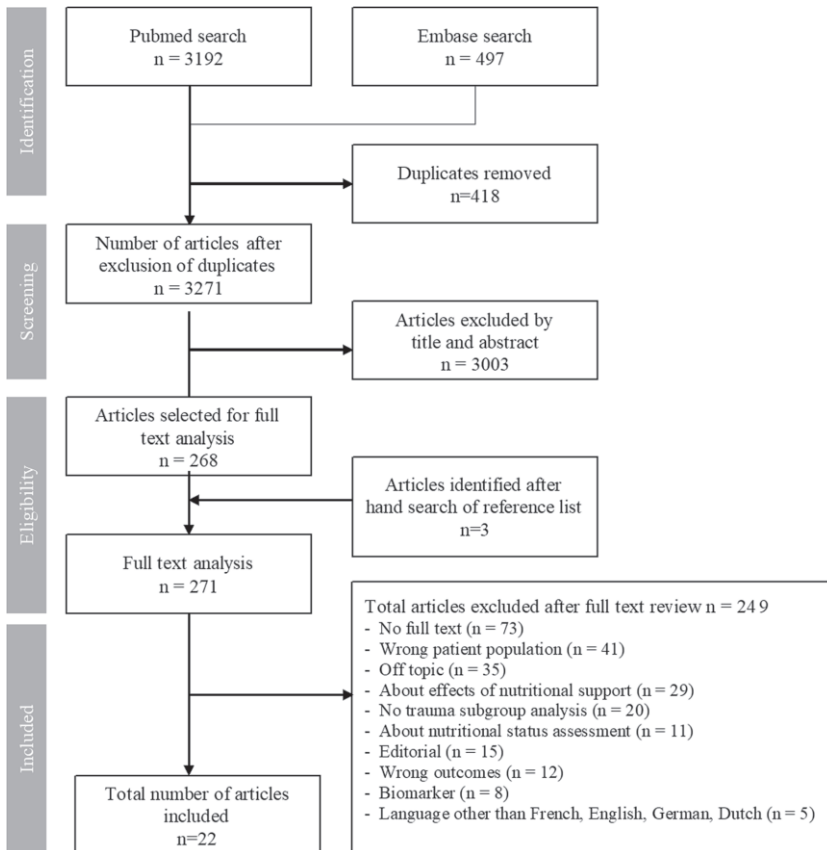 Identification
Pubmed search
n = 3192
Embase search
n = 497
Duplicates removed
n=418
Screening
Number of articles after
exclusion of duplicates
n = 3271
Articles excluded by
title and abstract
n = 3003
Eligibility
Articles selected for full
text analysis
n = 268
Articles identified after
hand search of reference list
n=3
Full text analysis
n = 271
Included
Total articles excluded after full text review n = 249
- No full text (n = 73)
- Wrong patient population (n = 41)
- Off topic (n = 35)
- About effects of nutritional support (n = 29)
- No trauma subgroup analysis (n = 20)
- About nutritional status assessment (n = 11)
- Editorial (n = 15)
- Wrong outcomes (n = 12)
- Biomarker (n = 8)
- Language other than French, English, German, Dutch (n = 5)
Total number of articles
included
n=22